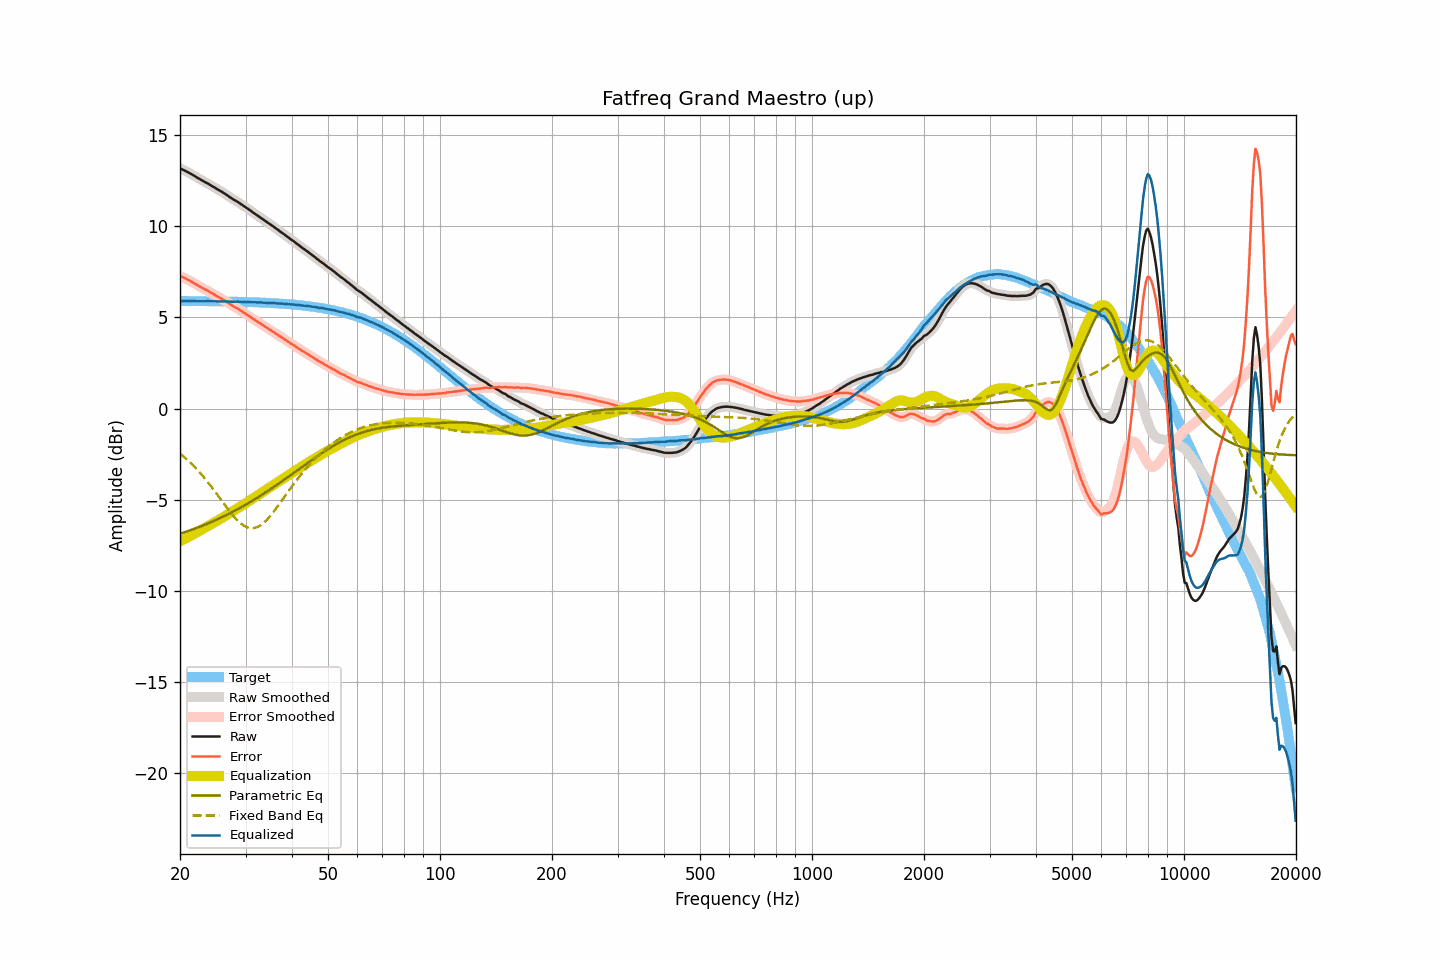 Fatfreq Grand Maestro (up)
15
10
5
0
−5
−10
−15
−20
Amplitude (dBr)
Target
Raw Smoothed
Error Smoothed
Raw
Error
Equalization
Parametric Eq
Fixed Band Eq
Equalized
20 50 100 200 500 1000 2000 5000 10000 20000
Frequency (Hz)